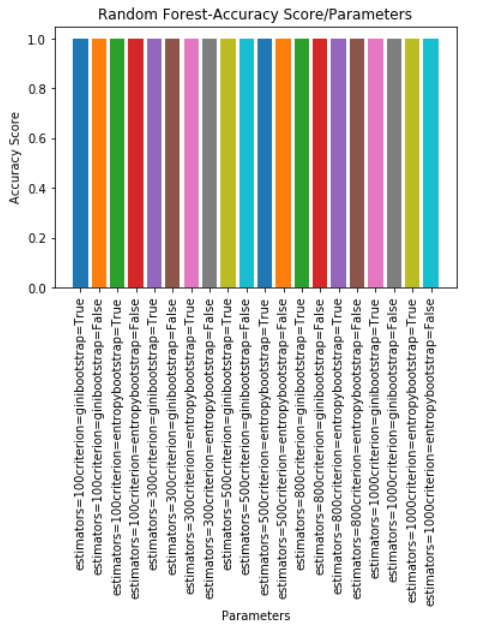 Random Forest-Accuracy Score/Parameters
1.0
0.8
0.6
0.4
0.2
0.0
Accuracy Score
estimators=100criterion=ginibootstrap=True
estimators=100criterion=ginibootstrap=False
estimators=100criterion=entropybootstrap=True
estimators=100criterion=entropybootstrap=False
estimators=300criterion=ginibootstrap=True
estimators=300criterion=ginibootstrap=False
estimators=300criterion=entropybootstrap=True
estimators=300criterion=entropybootstrap=False
estimators=500criterion=ginibootstrap=True
estimators=500criterion=ginibootstrap=False
estimators=500criterion=entropybootstrap=True
estimators=500criterion=entropybootstrap=False
estimators=800criterion=ginibootstrap=True
estimators=800criterion=ginibootstrap=False
estimators=800criterion=entropybootstrap=True
estimators=800criterion=entropybootstrap=False
estimators=1000criterion=ginibootstrap=True
estimators=1000criterion=ginibootstrap=False
estimators=1000criterion=entropybootstrap=True
estimators=1000criterion=entropybootstrap=False
Parameters